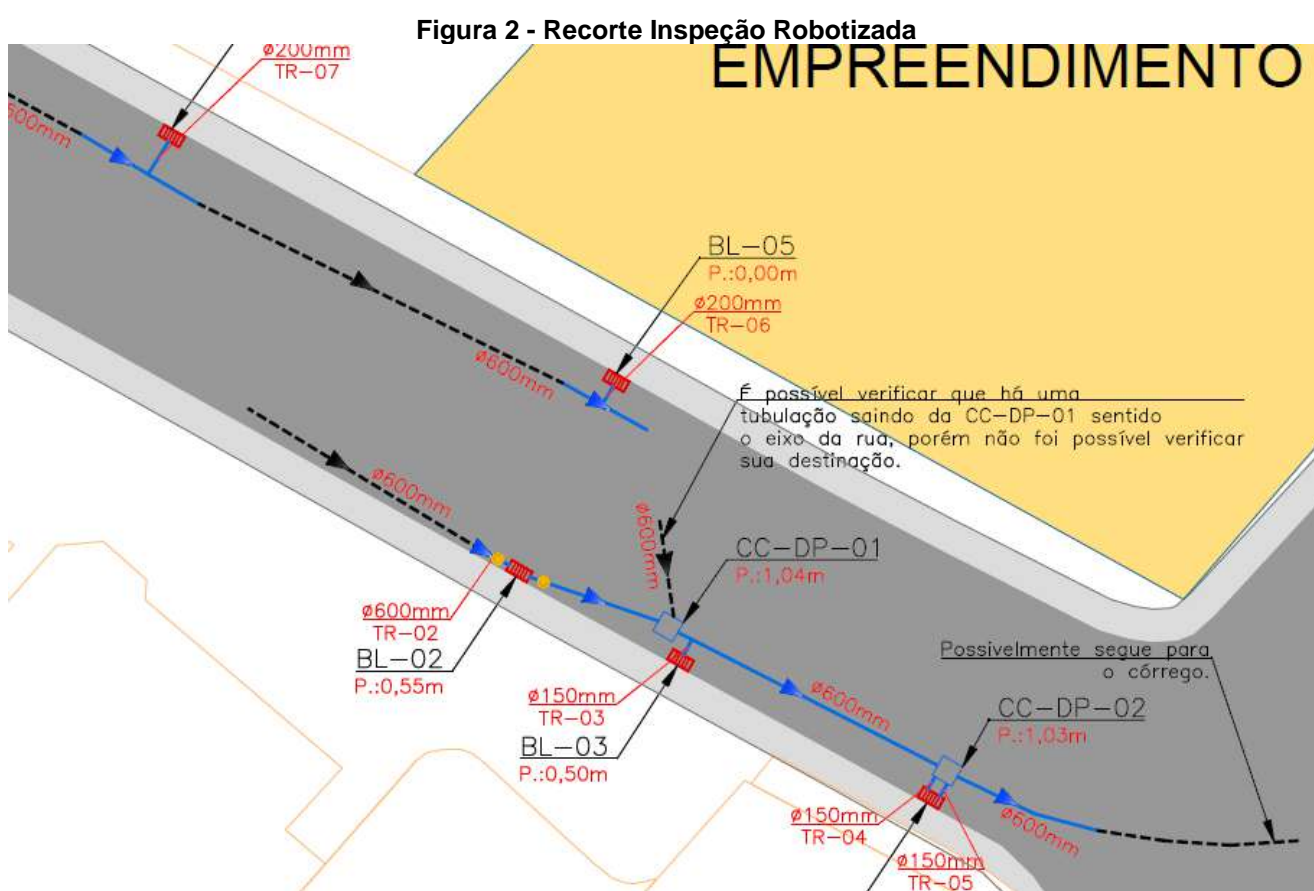 Figura 2 - Recorte Inspeção Robotizada
EMPREENDIMENTO
ø200mm
TR-07
600mm
BL-05
P.:0,00m
ø200mm
TR-06
ø600mm
É possível verificar que há uma
tubulação saindo da CC-DP-01 sentido
o eixo da rua, porém não foi possível verificar
sua destinação.
ø600mm
ø600mm
CC-DP-01
P.:1,04m
ø600mm
TR-02
BL-02
P.:0,55m
ø150mm
TR-03
BL-03
P.:0,50m
Possivelmente segue para
o córrego.
ø600mm
CC-DP-02
P.:1,03m
ø150mm
TR-04
ø600mm
ø150mm
TR-05